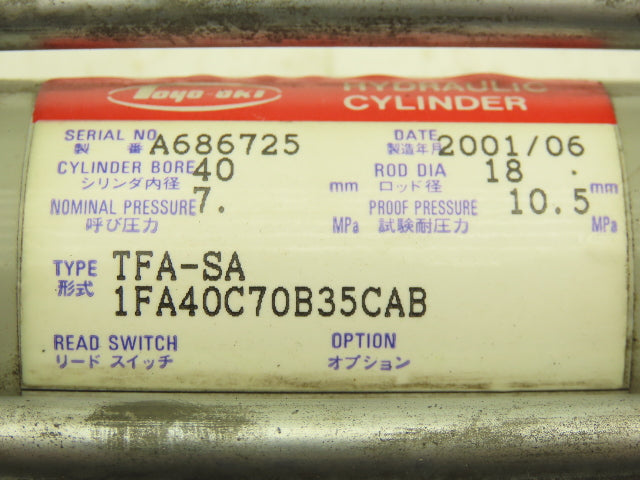 Toyo-oki HYDRAULIC
CYLINDER
SERIAL NO A686725 DATE 2001/06
製番 製造年月
CYLINDER BORE 40 ROD DIA 18
シリンダ内径 mm ロッド径 mm
NOMINAL PRESSURE 7. PROOF PRESSURE 10.5
呼び圧力 MPa 試験耐圧力 MPa
TYPE TFA-SA
形式 1FA40C70B35CAB
READ SWITCH OPTION
リード スイッチ オプション